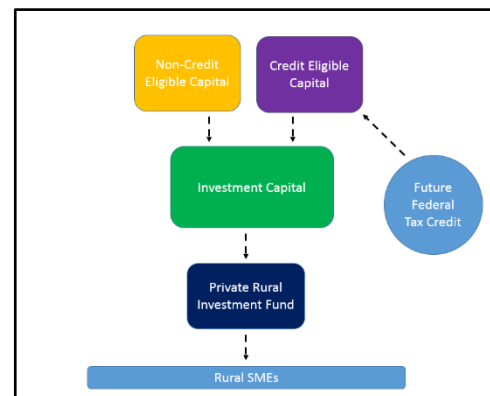 Non-Credit
Eligible Capital
Credit Eligible
Capital
Investment Capital
Future
Federal
Tax Credit
Private Rural
Investment Fund
Rural SMEs